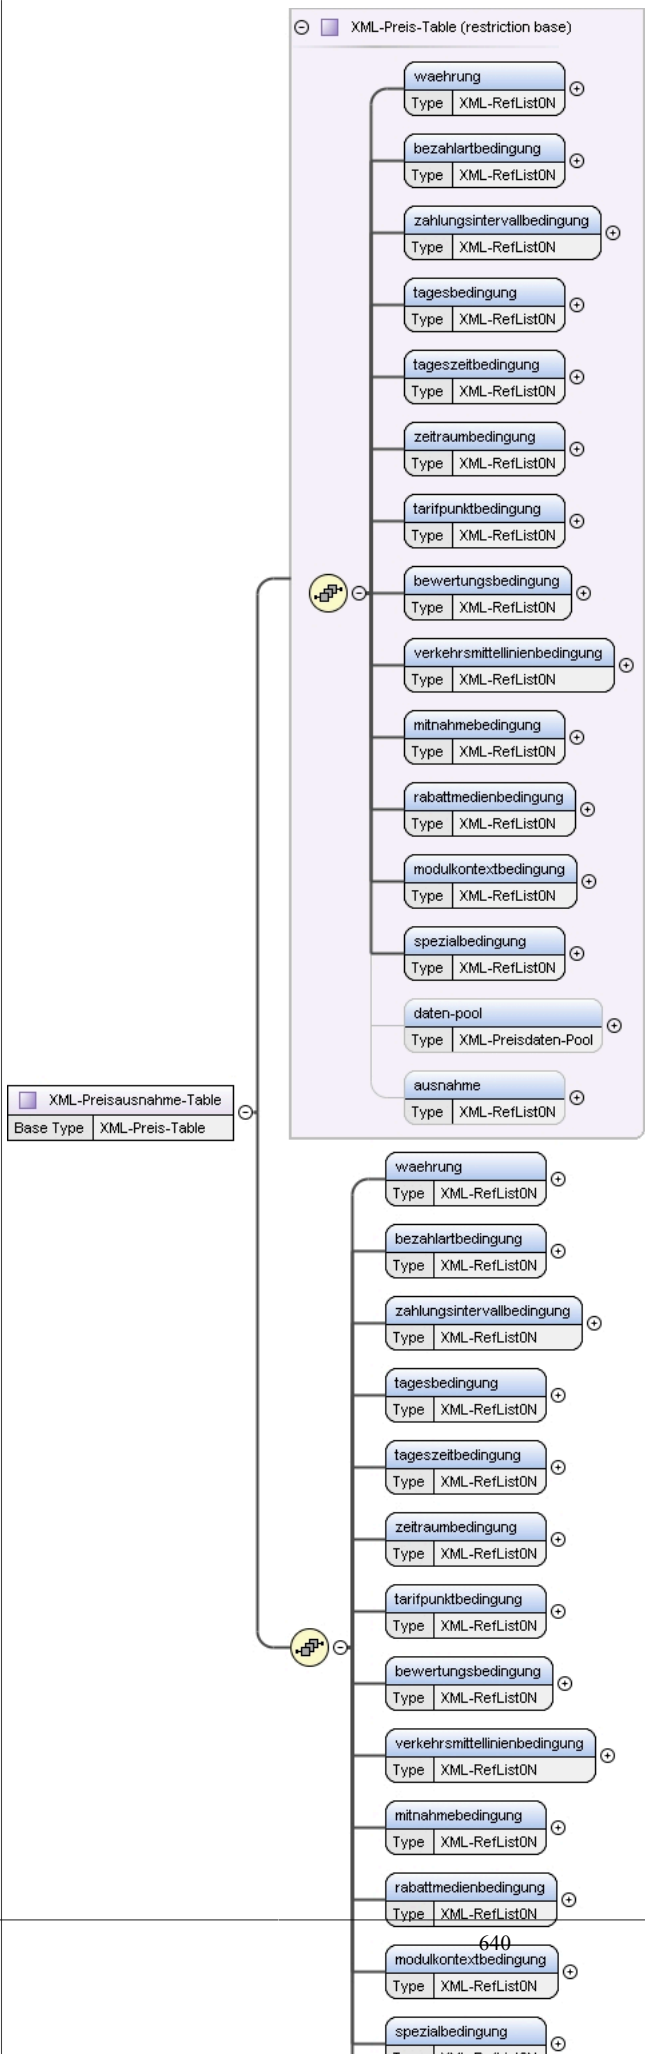 XML-Preis-Table (restriction base)
waehrung
Type XML-RefList0N
bezahlartbedingung
Type XML-RefList0N
zahlungsintervallbedingung
Type XML-RefList0N
tagesbedingung
Type XML-RefList0N
tageszeitbedingung
Type XML-RefList0N
zeitraumbedingung
Type XML-RefList0N
tarifpunktbedingung
Type XML-RefList0N
bewertungsbedingung
Type XML-RefList0N
verkehrsmittellinienbedingung
Type XML-RefList0N
mitnahmebedingung
Type XML-RefList0N
rabattmedienbedingung
Type XML-RefList0N
modulkontextbedingung
Type XML-RefList0N
spezialbedingung
Type XML-RefList0N
daten-pool
Type XML-Preisdaten-Pool
ausnahme
Type XML-RefList0N
XML-Preisausnahme-Table
Base Type XML-Preis-Table
waehrung
Type XML-RefList0N
bezahlartbedingung
Type XML-RefList0N
zahlungsintervallbedingung
Type XML-RefList0N
tagesbedingung
Type XML-RefList0N
tageszeitbedingung
Type XML-RefList0N
zeitraumbedingung
Type XML-RefList0N
tarifpunktbedingung
Type XML-RefList0N
bewertungsbedingung
Type XML-RefList0N
verkehrsmittellinienbedingung
Type XML-RefList0N
mitnahmebedingung
Type XML-RefList0N
rabattmedienbedingung
Type XML-RefList0N
640
modulkontextbedingung
Type XML-RefList0N
spezialbedingung